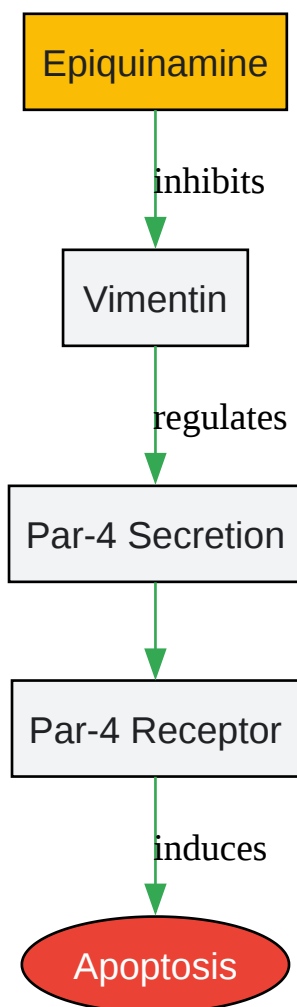 Epiquinamine
inhibits
Vimentin
regulates
Par-4 Secretion
Par-4 Receptor
induces
Apoptosis